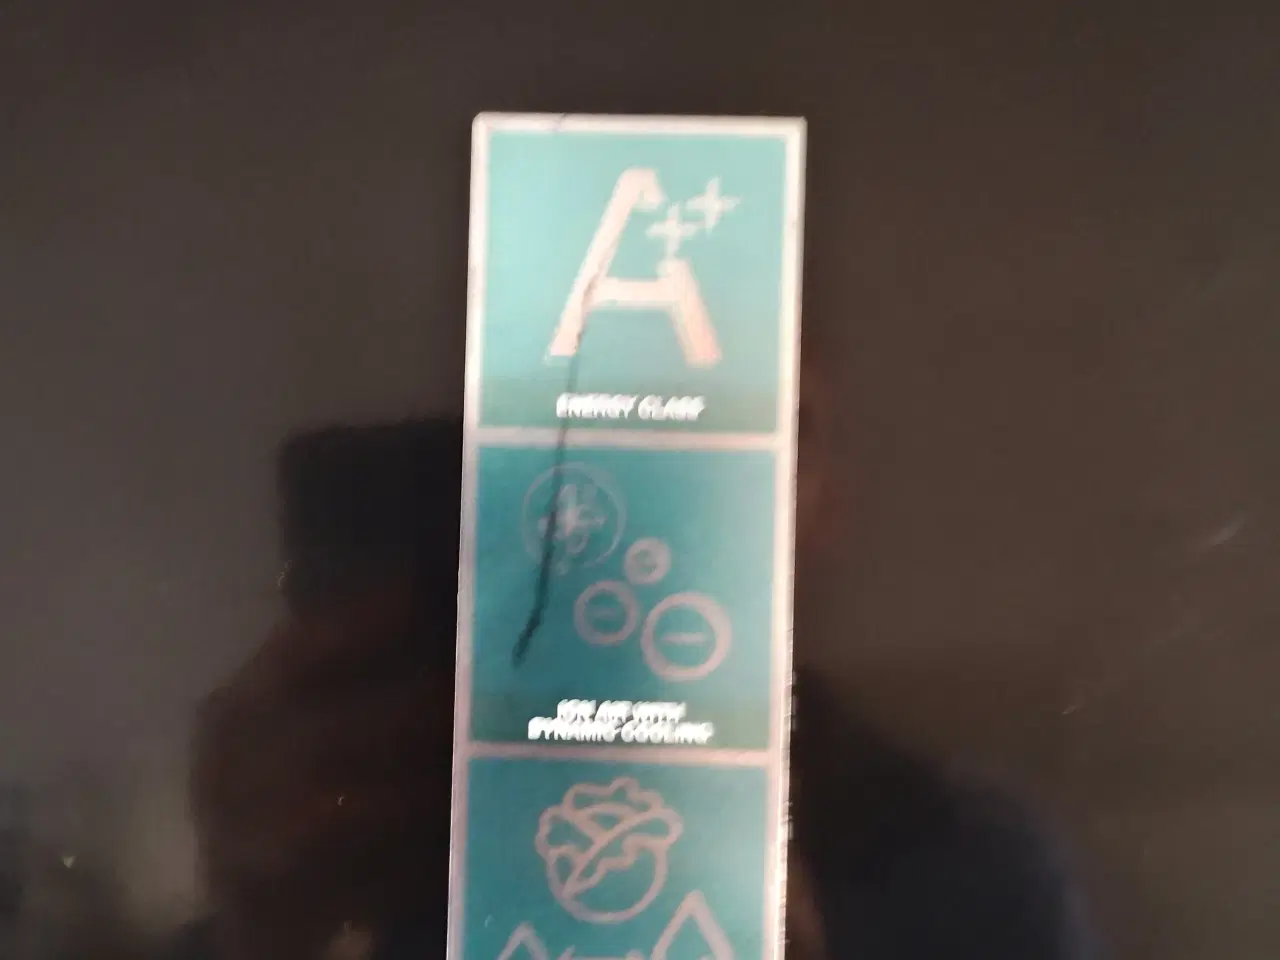 A++
ENERGY CLASS
ION AIR WITH
DYNAMIC COOLING